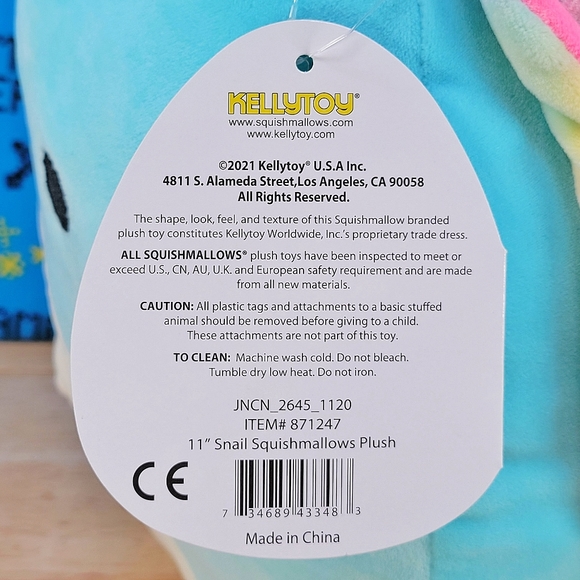 KELLYTOY®
www.squishmallows.com
www.kellytoy.com
©2021 Kellytoy® U.S.A Inc.
4811 S. Alameda Street,Los Angeles, CA 90058
All Rights Reserved.
The shape, look, feel, and texture of this Squishmallow branded
plush toy constitutes Kellytoy Worldwide, Inc.'s proprietary trade dress.
ALL SQUISHMALLOWS® plush toys have been inspected to meet or
exceed U.S., CN, AU, U.K. and European safety requirement and are made
from all new materials.
CAUTION: All plastic tags and attachments to a basic stuffed
animal should be removed before giving to a child.
These attachments are not part of this toy.
TO CLEAN: Machine wash cold. Do not bleach.
Tumble dry low heat. Do not iron.
JNCN_2645_1120
ITEM# 871247
11” Snail Squishmallows Plush
CE
7 34689 43348 3
Made in China